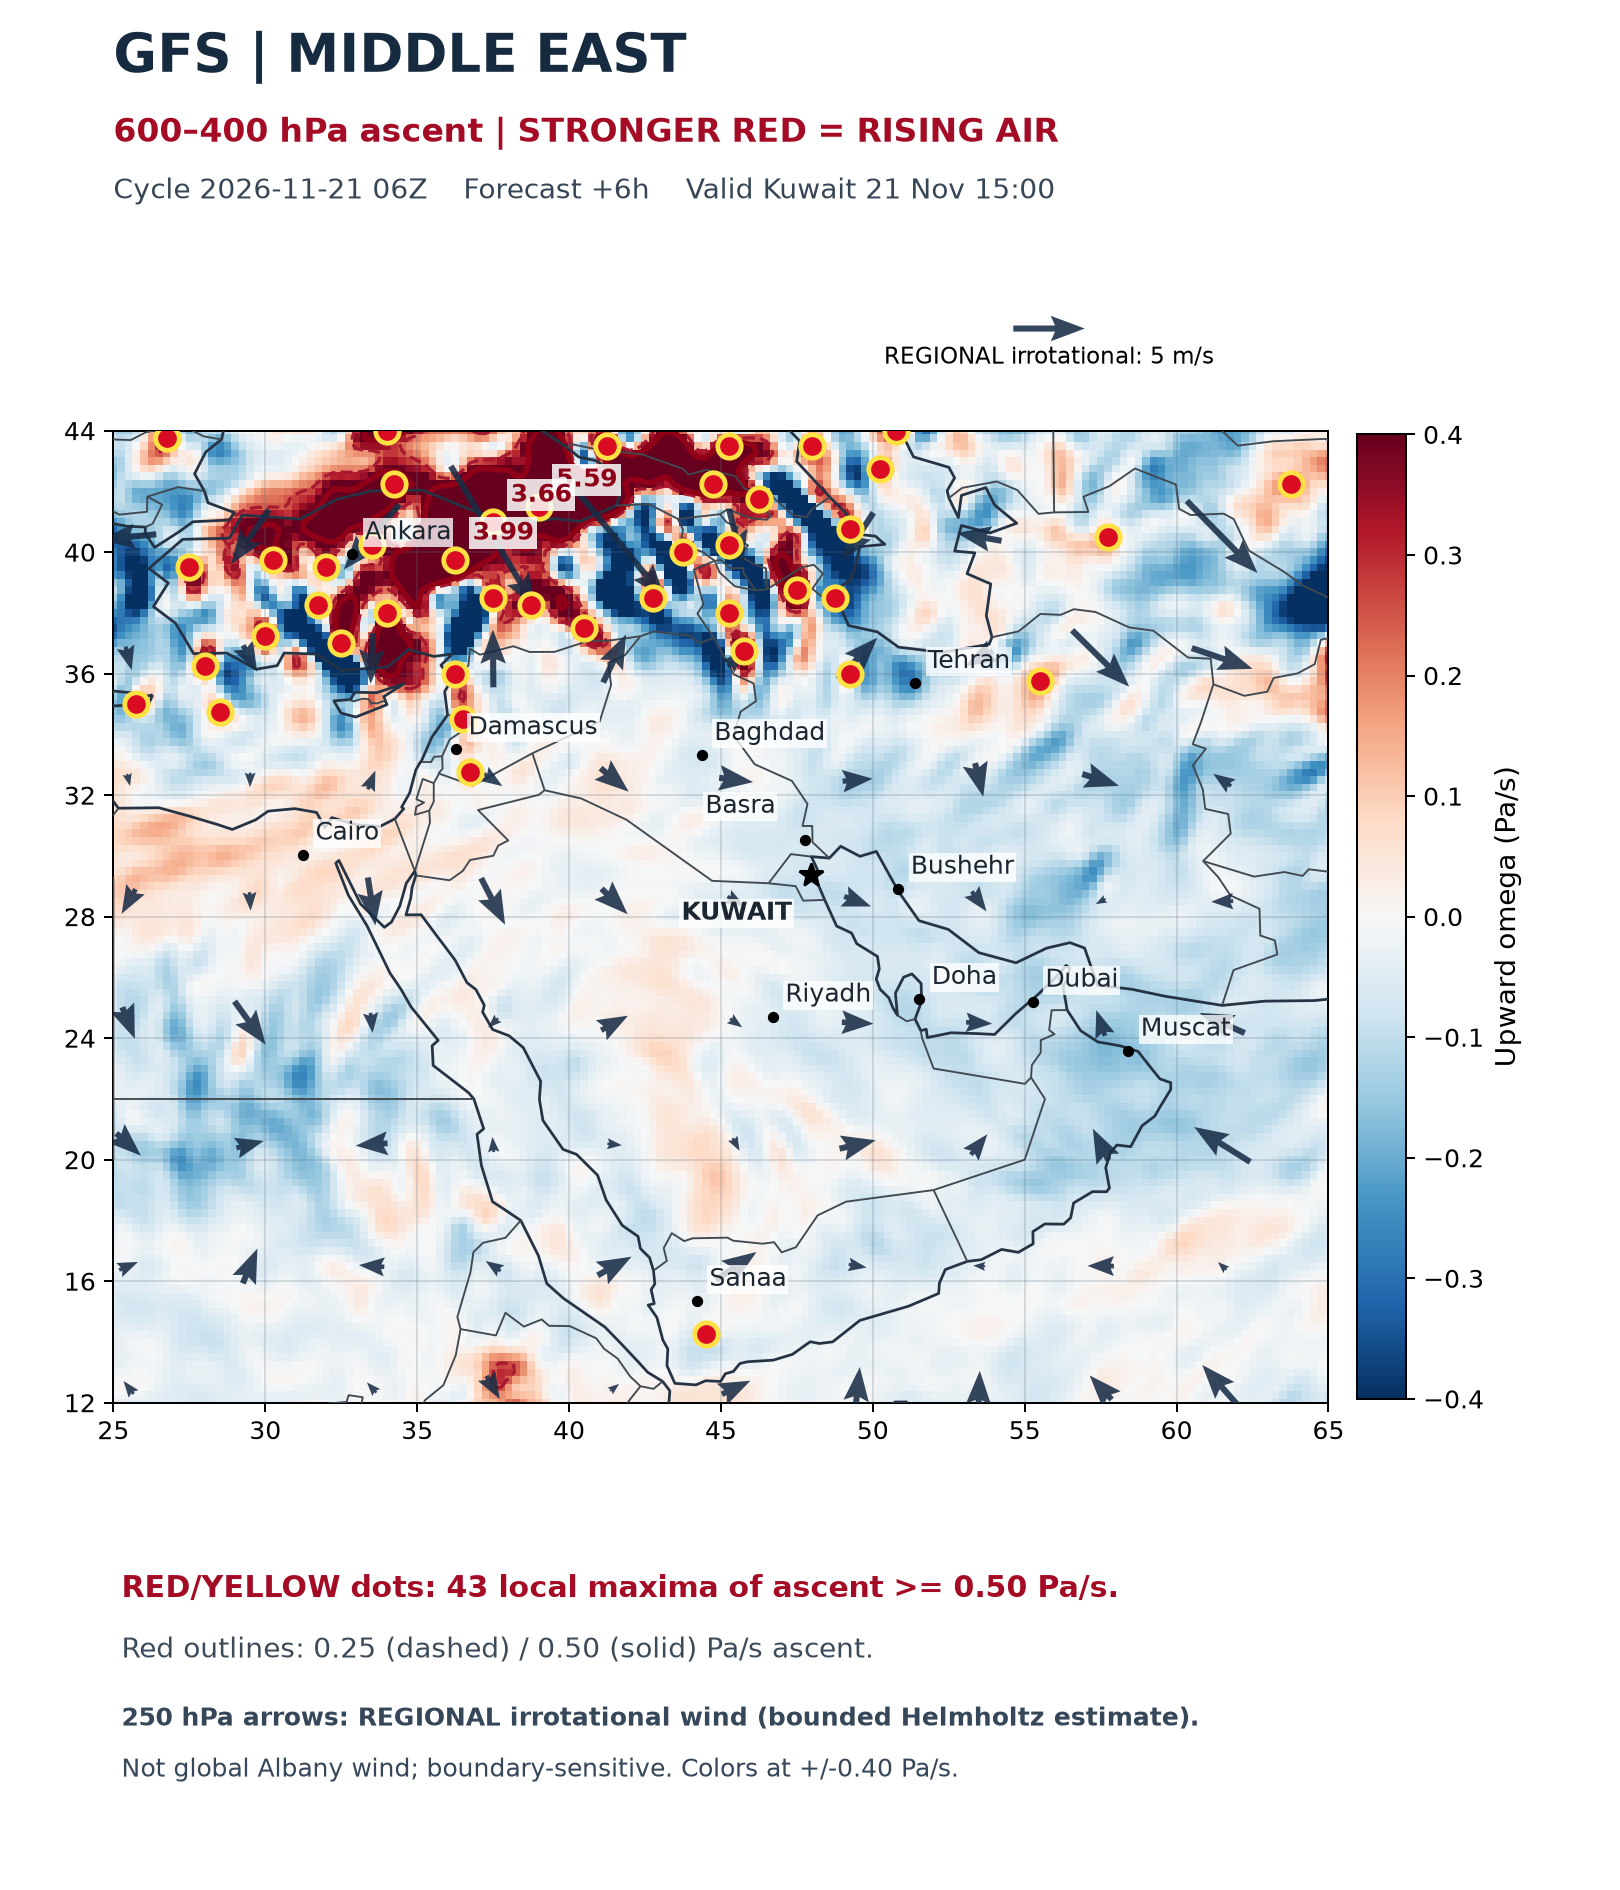 GFS | MIDDLE EAST
600–400 hPa ascent | STRONGER RED = RISING AIR
Cycle 2026-11-21 06Z    Forecast +6h    Valid Kuwait 21 Nov 15:00
REGIONAL irrotational: 5 m/s
44
40
36
32
28
24
20
16
12
25
30
35
40
45
50
55
60
65
5.59
3.66
3.99
Ankara
Tehran
Damascus
Baghdad
Basra
Cairo
Bushehr
KUWAIT
Riyadh
Doha
Dubai
Muscat
Sanaa
0.4
0.3
0.2
0.1
0.0
−0.1
−0.2
−0.3
−0.4
Upward omega (Pa/s)
RED/YELLOW dots: 43 local maxima of ascent >= 0.50 Pa/s.
Red outlines: 0.25 (dashed) / 0.50 (solid) Pa/s ascent.
250 hPa arrows: REGIONAL irrotational wind (bounded Helmholtz estimate).
Not global Albany wind; boundary-sensitive. Colors at +/-0.40 Pa/s.